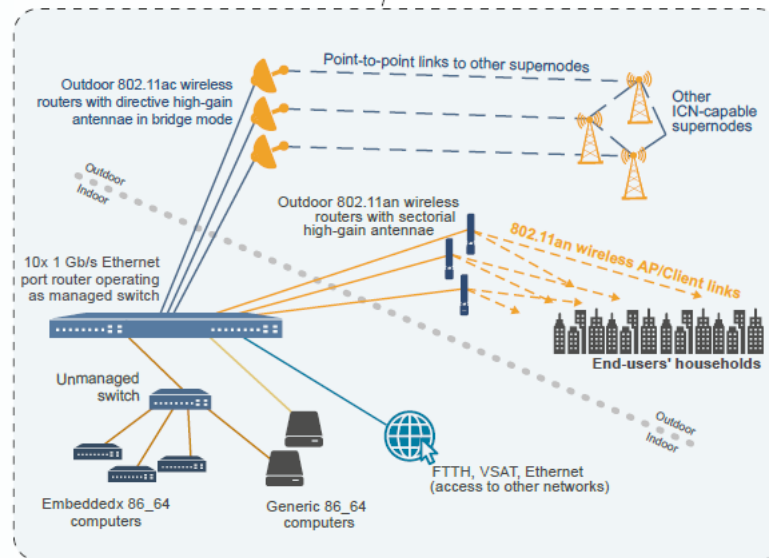 Point-to-point links to other supernodes
Outdoor 802.11ac wireless
routers with directive high-gain
antennae in bridge mode
Other
ICN-capable
supernodes
Outdoor
Indoor
Outdoor 802.11an wireless
routers with sectorial
high-gain antennae
802.11an wireless AP/Client links
10x 1 Gb/s Ethernet
port router operating
as managed switch
End-users' households
Unmanaged
switch
Outdoor
Indoor
FTTH, VSAT, Ethernet
(access to other networks)
Embeddedx 86_64
computers
Generic 86_64
computers